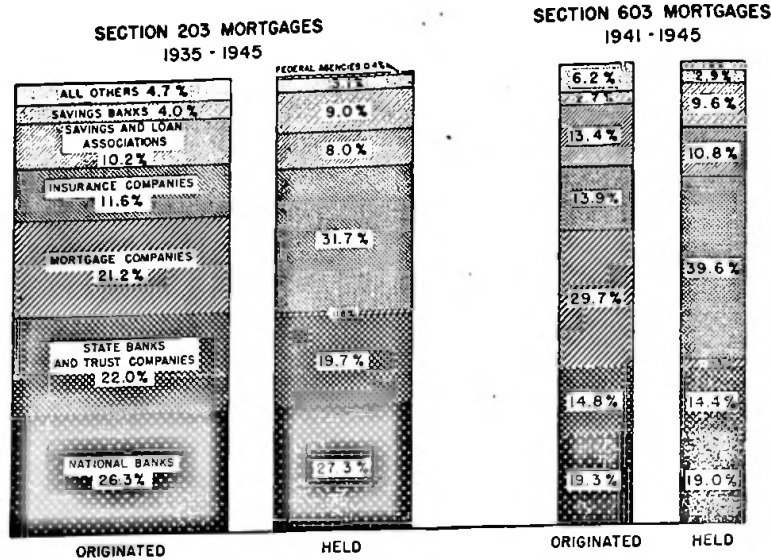 SECTION 203 MORTGAGES
1935 - 1945
ALL OTHERS 4.7 %
SAVINGS BANKS 4.0 %
SAVINGS AND LOAN
ASSOCIATIONS
10.2%
INSURANCE COMPANIES
11.6%
MORTGAGE COMPANIES
21.2%
STATE BANKS
AND TRUST COMPANIES
22.0%
NATIONAL BANKS
26.3%
ORIGINATED
FEDERAL AGENCIES 0.4%
9.0%
8.0%
31.7%
19.7%
27.3%
HELD
SECTION 603 MORTGAGES
1941 - 1945
6.2%
13.4%
13.9%
29.7%
14.8%
19.3%
ORIGINATED
2.9%
9.6%
10.8%
39.6%
14.4%
19.0%
HELD